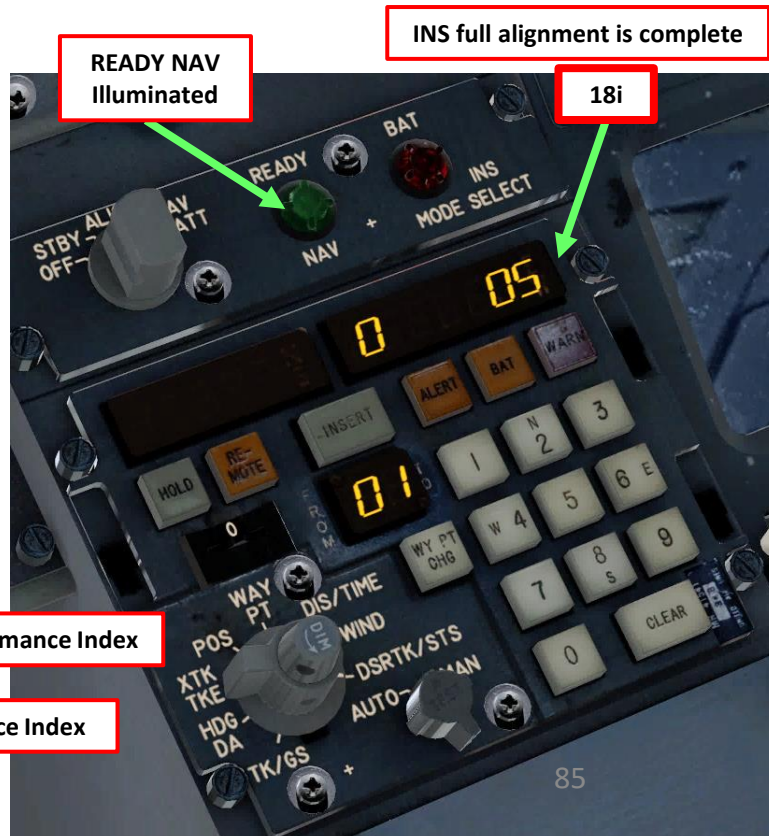 INS full alignment is complete
READY NAV
Illuminated
18i
BAT
READY
INS
MODE SELECT
NAV
+
STBY
OFF
0 05
WARN
BAT
ALERT
INSERT
RE-
MOTE
HOLD
0
FROM
01
1
N
2
3
W 4
5
6 E
7
8
S
9
0
CLEAR
WY PT
CHG
WAY
PT
DIS/TIME
POS
WIND
DIM
XTK
TKE
DSRTK/STS
HDG
DA
AUTO
MAN
TK/GS
+
mance Index
ce Index
85